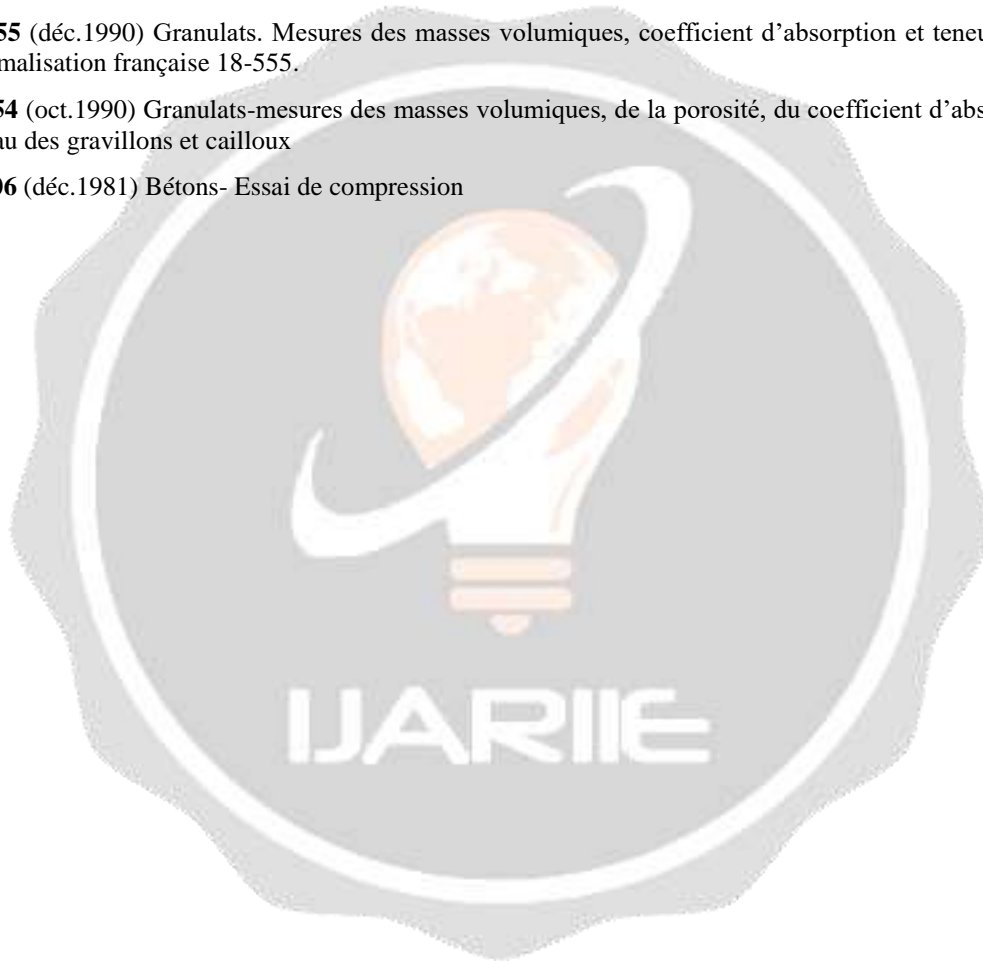 55 (déc.1990) Granulats. Mesures des masses volumiques, coefficient d’absorption et teneu
malisation française 18-555.
54 (oct.1990) Granulats-mesures des masses volumiques, de la porosité, du coefficient d’abs
au des gravillons et cailloux
06 (déc.1981) Bétons- Essai de compression
IJARIIE